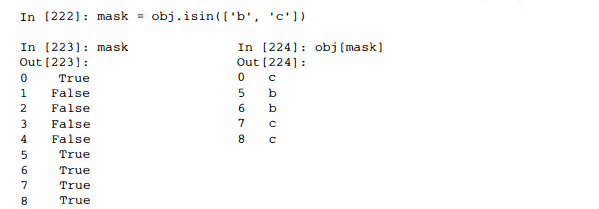 In [222]: mask = obj.isin(['b', 'c'])
In [223]: mask
Out[223]:
0 True
1 False
2 False
3 False
4 False
5 True
6 True
7 True
8 True
In [224]: obj[mask]
Out[224]:
0 c
5 b
6 b
7 c
8 c